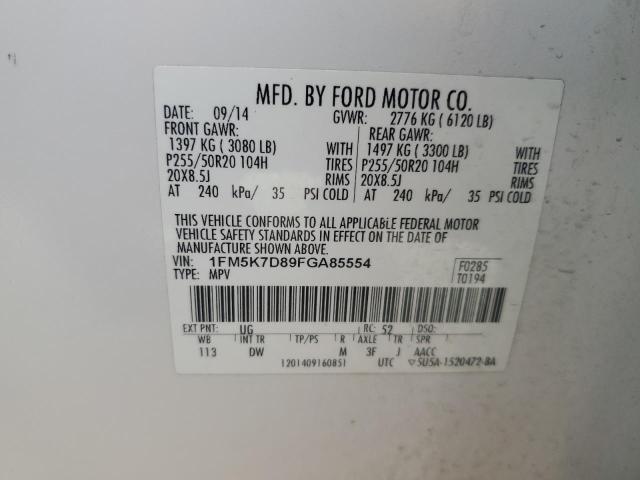 MFD. BY FORD MOTOR CO.
DATE: 09/14 GVWR: 2776 KG ( 6120 LB)
FRONT GAWR: REAR GAWR:
1397 KG ( 3080 LB) WITH 1497 KG ( 3300 LB) WITH
P255/50R20 104H TIRES P255/50R20 104H TIRES
20X8.5J RIMS 20X8.5J RIMS
AT 240 kPa/ 35 PSI COLD AT 240 kPa/ 35 PSI COLD
THIS VEHICLE CONFORMS TO ALL APPLICABLE FEDERAL MOTOR
VEHICLE SAFETY STANDARDS IN EFFECT ON THE DATE OF
MANUFACTURE SHOWN ABOVE.
VIN: 1FM5K7D89FGA85554 F0285
TYPE: MPV T0194
EXT PNT: UG RC: 52 DSO:
WB INT TR TP/PS R AXLE TR SPR
113 DW M 3F J AACC
1201409160851 UTC ▽5U5A-1520472-BA